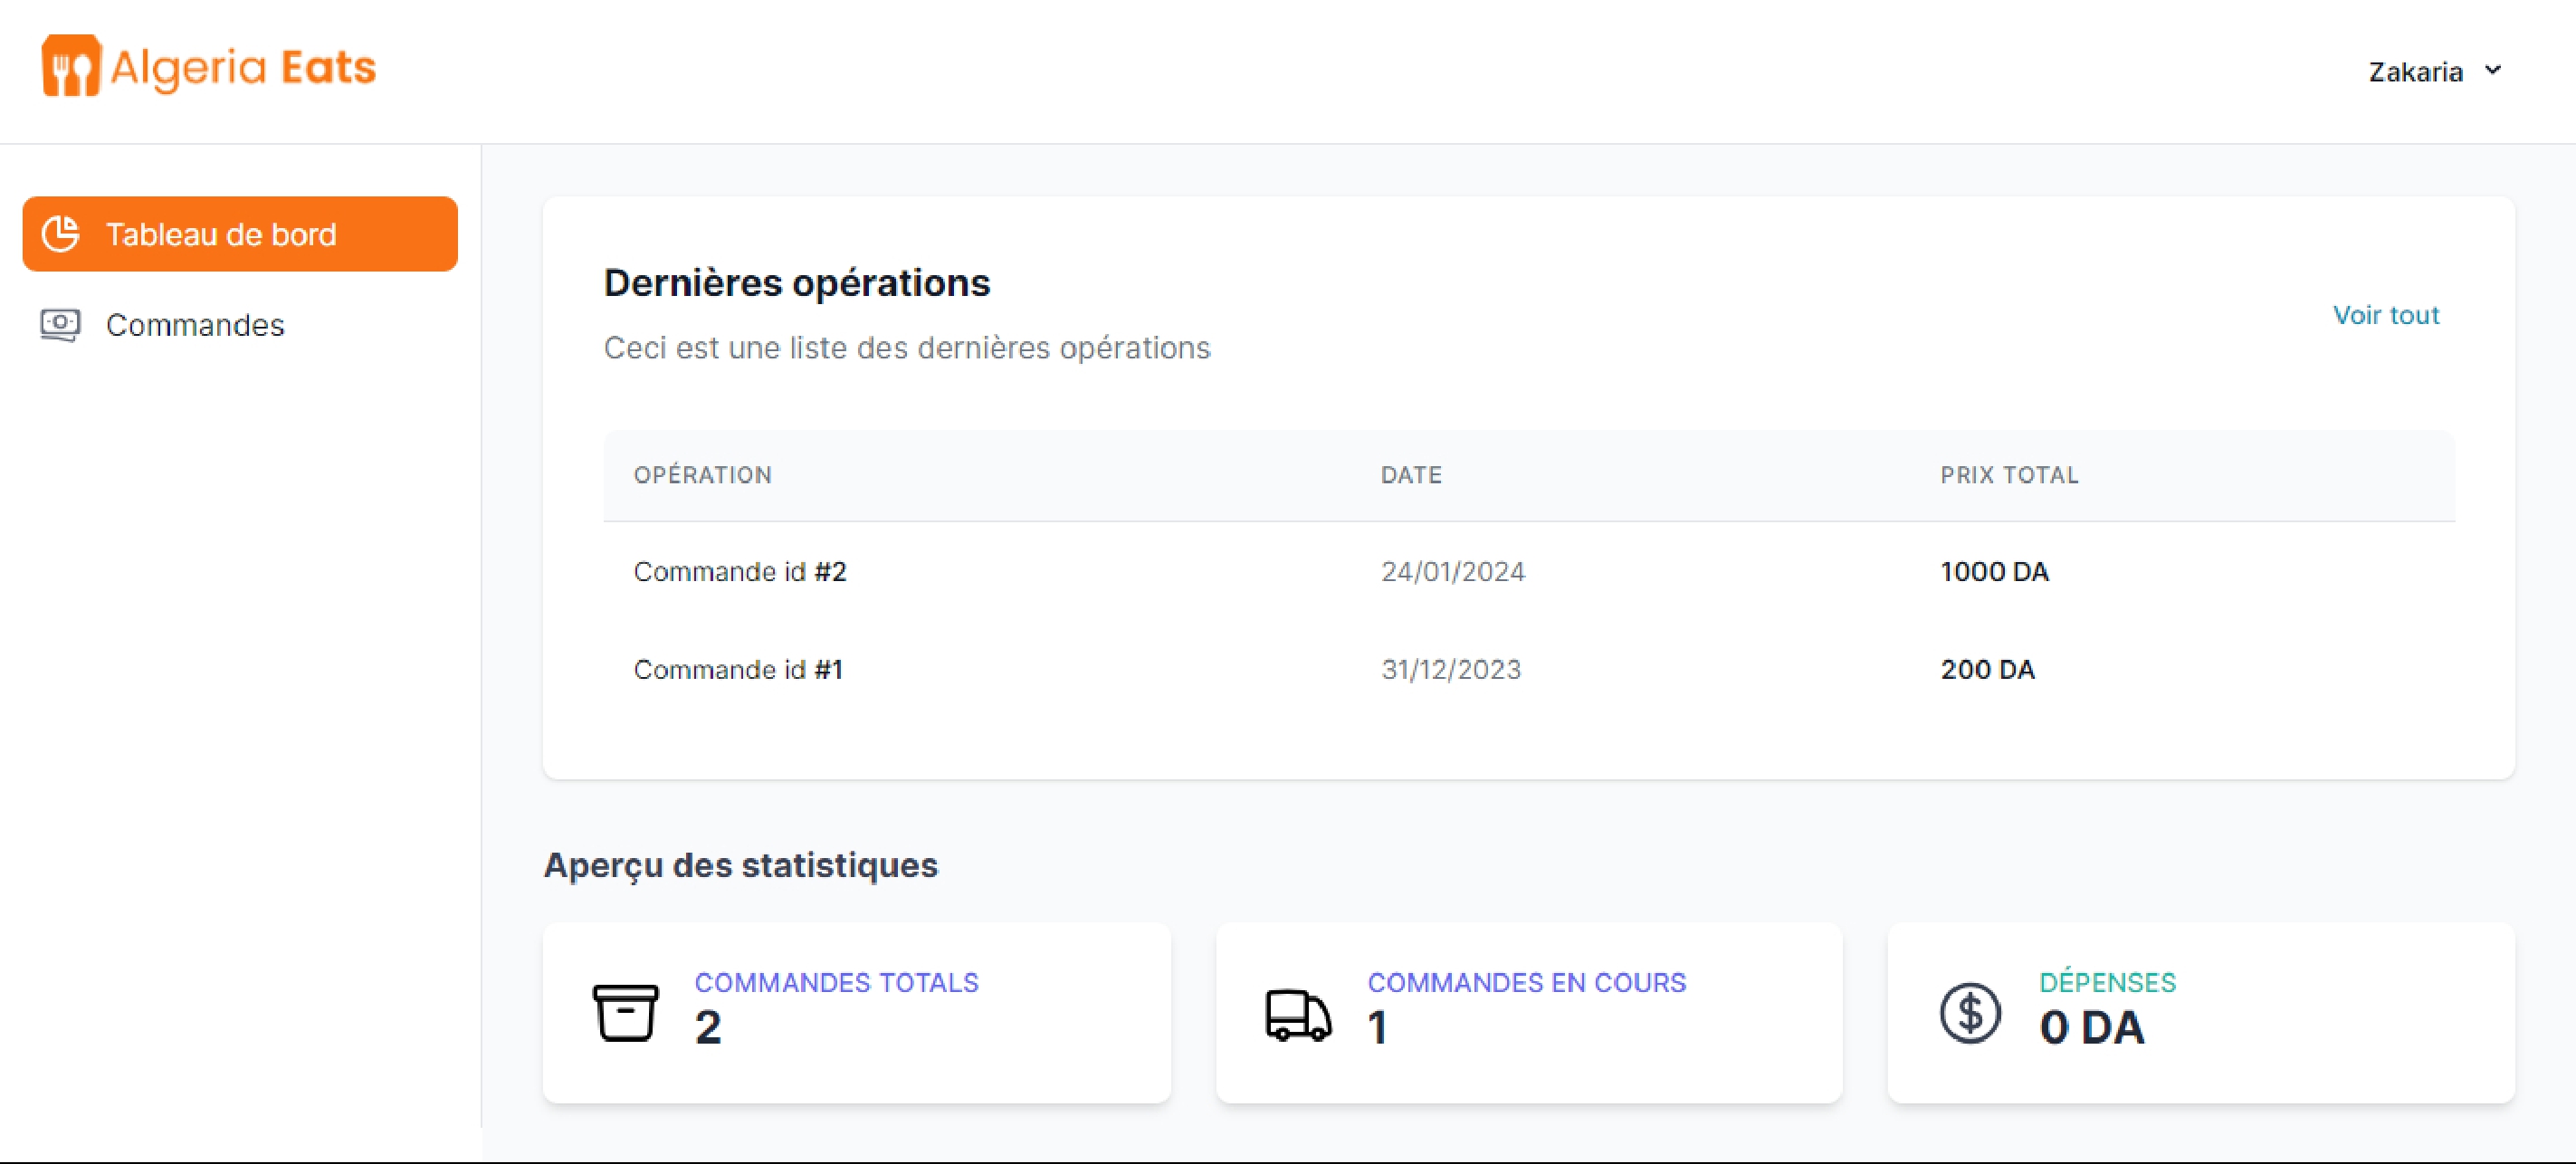 Algeria Eats
Zakaria
Tableau de bord
Commandes
Dernières opérations
Ceci est une liste des dernières opérations
Voir tout
OPÉRATION DATE PRIX TOTAL
Commande id #2 24/01/2024 1000 DA
Commande id #1 31/12/2023 200 DA
Aperçu des statistiques
COMMANDES TOTALS
2
COMMANDES EN COURS
1
DÉPENSES
0 DA